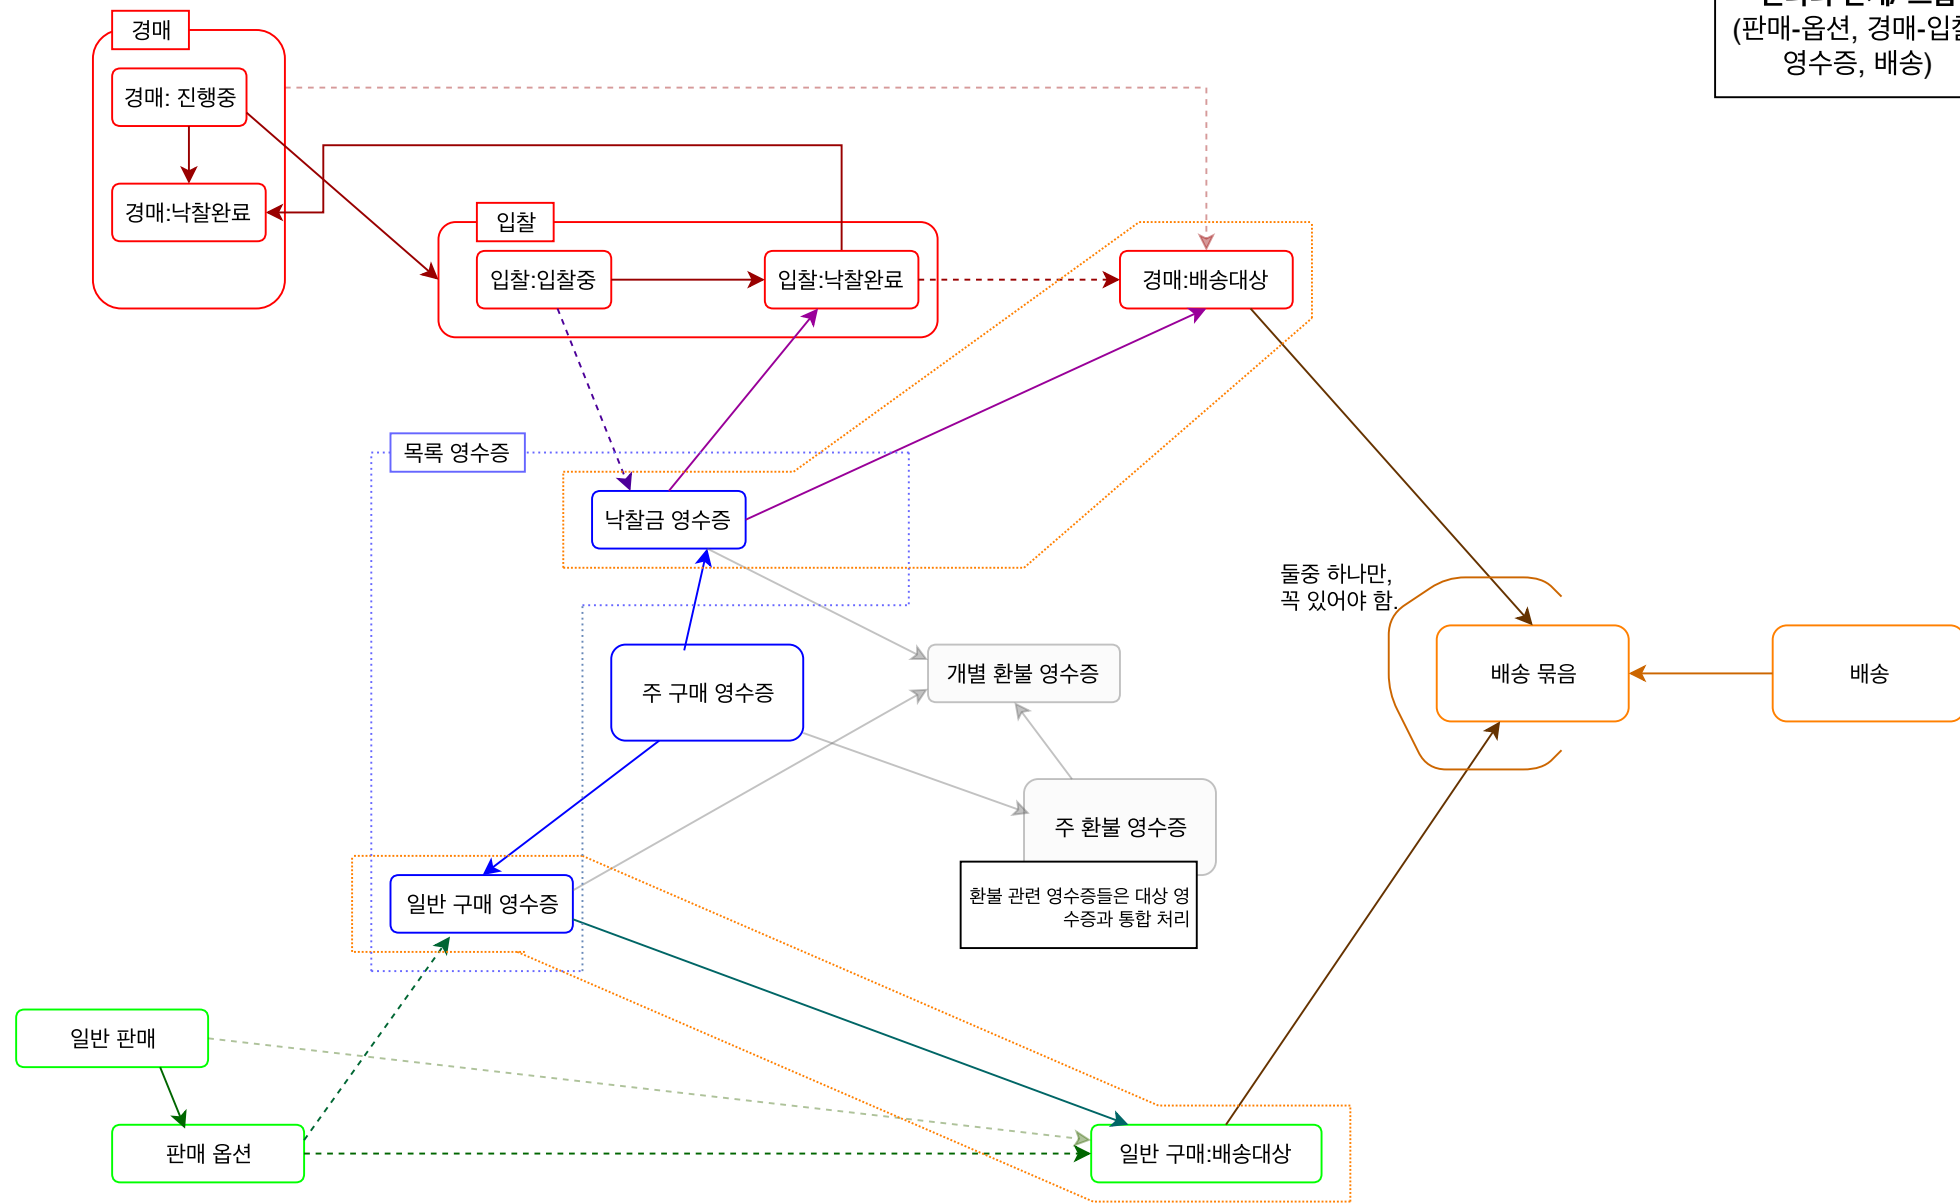 경매
(판매-옵션, 경매-입찰
영수증, 배송)
경매: 진행중
경매:낙찰완료
입찰
입찰:입찰중
입찰:낙찰완료
경매:배송대상
목록 영수증
낙찰금 영수증
둘중 하나만,
꼭 있어야 함.
주 구매 영수증
개별 환불 영수증
배송 묶음
배송
주 환불 영수증
환불 관련 영수증들은 대상 영
수증과 통합 처리
일반 구매 영수증
일반 판매
판매 옵션
일반 구매:배송대상